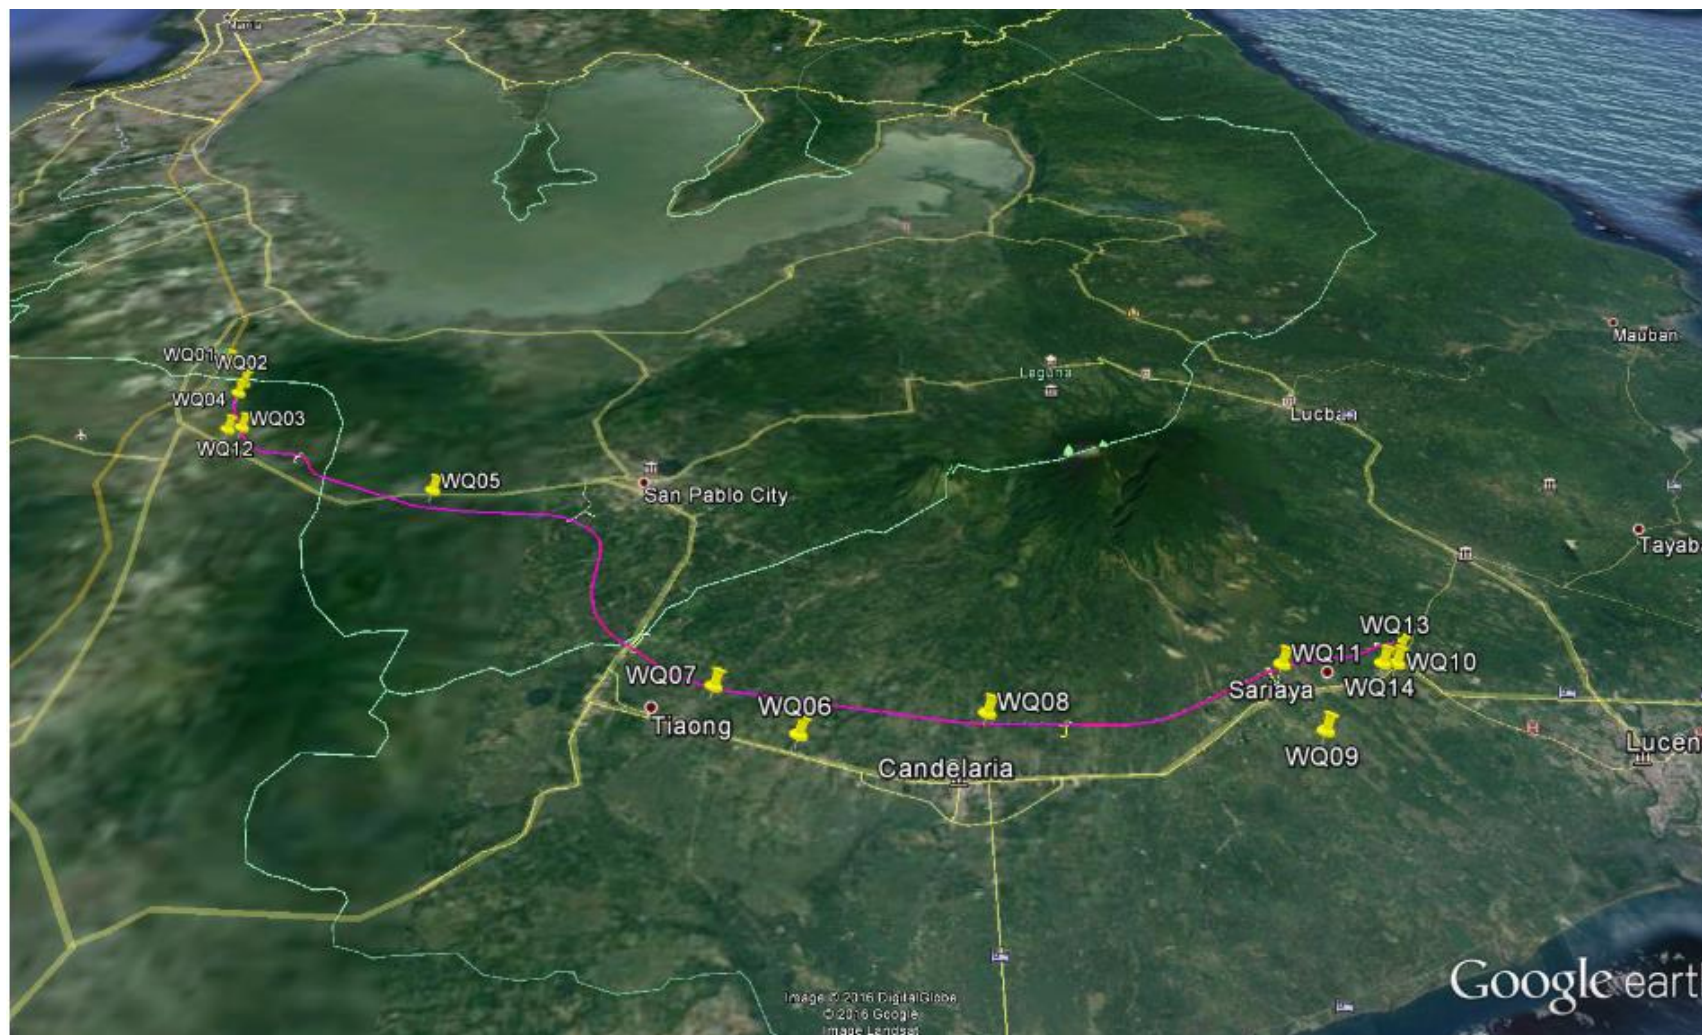 WQ01
WQ02
WQ04
WQ03
WQ12
WQ05
San Pablo City
Laguna
Mauban
Lucban
Tayab
WQ13
WQ11
WQ10
WQ07
Sariaya
WQ14
WQ06
WQ08
Tiaong
WQ09
Lucen
Candelaria
Google eart
Image © 2016 DigitalGlobe
© 2016 Google
Image Landsat